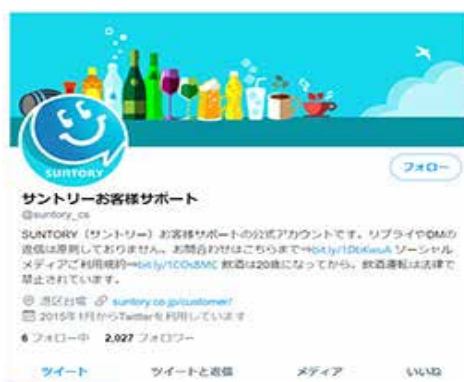 SUNTORY
フォロー
サントリーお客様サポート
@suntory_cs
SUNTORY（サントリー）お客様サポートの公式アカウントです。リプライやDMの
返信は原則しておりません。お問合わせはこちらまで→ ソーシャル
メディアご利用規約→ 飲酒は20歳になってから。飲酒運転は法律で
禁止されています。
港区台場 suntory.co.jp/customer/
2015年1月からTwitterを利用しています
6 フォロー中 2,027 フォロワー
ツイート ツイートと返信 メディア いいね